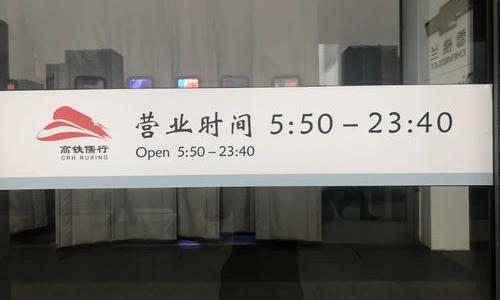 高铁儒行
CRH RUXING
营业时间 5:50 – 23:40
Open 5:50 – 23:40